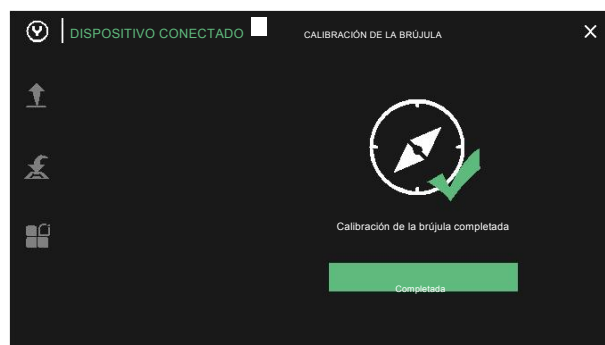 DISPOSITIVO CONECTADO
CALIBRACIÓN DE LA BRÚJULA
Calibración de la brújula completada
Completada